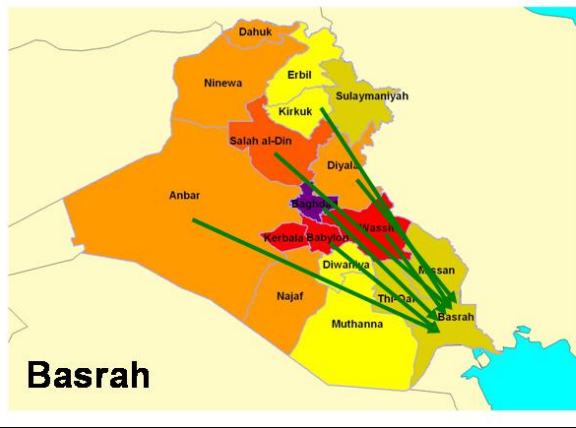 Dahuk
Ninewa
Erbil
Sulaymaniyah
Kirkuk
Salah al-Din
Diyala
Anbar
Baghdad
Wassit
Kerbala
Babylon
Diwaniya
Missan
Najaf
Thi-Qar
Basrah
Muthanna
Basrah